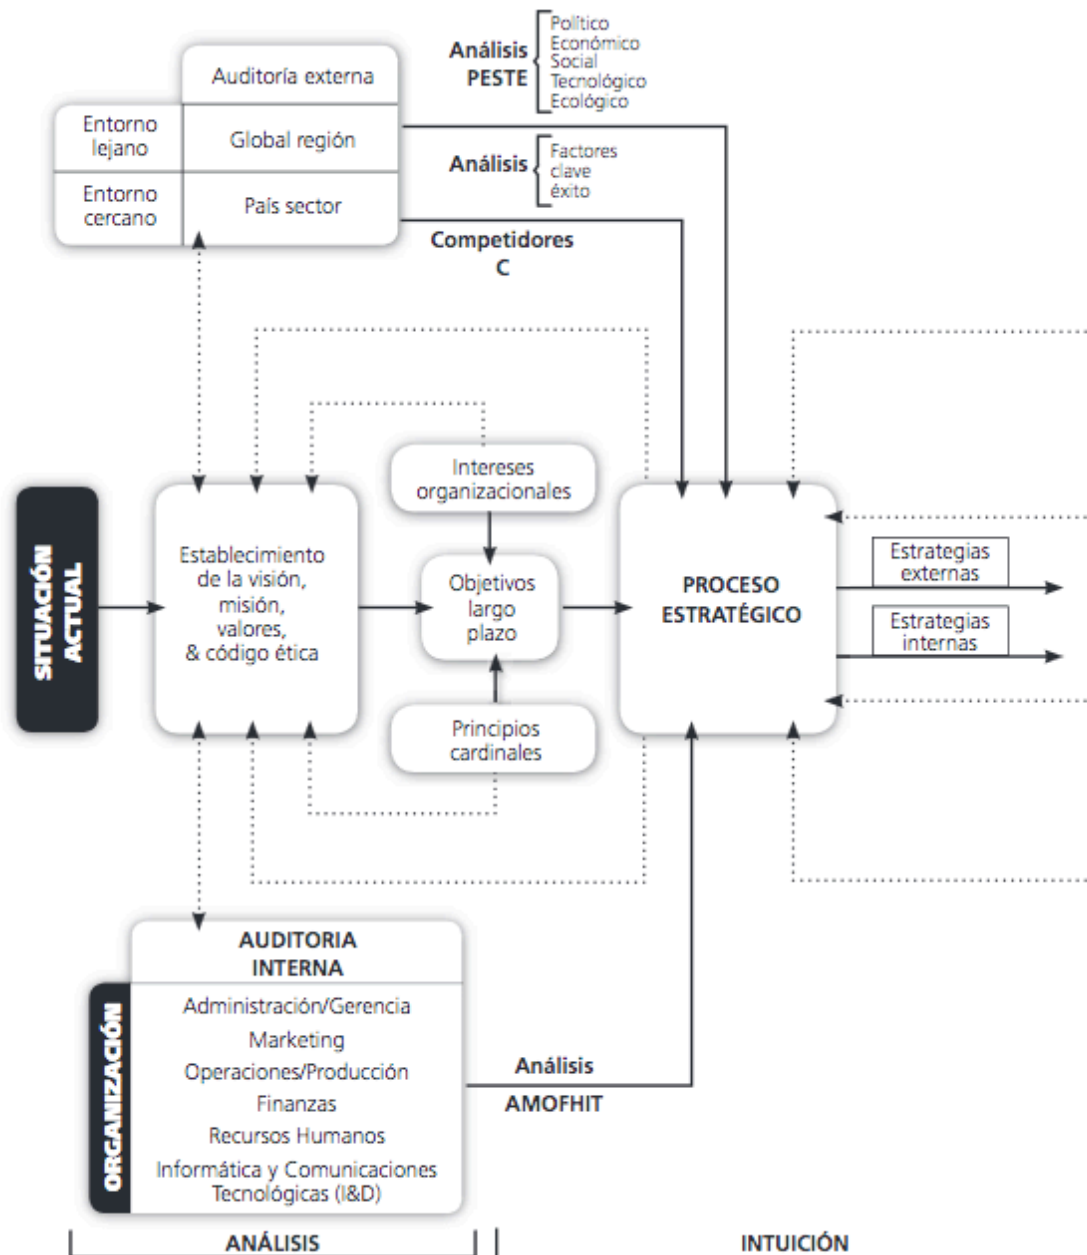 Auditoría externa
Entorno
lejano
Global región
Entorno
cercano
País sector
Análisis
PESTE
Político
Económico
Social
Tecnológico
Ecológico
Análisis
Factores
clave
éxito
Competidores
C
SITUACIÓN
ACTUAL
Establecimiento
de la visión,
misión,
valores,
& código ética
Intereses
organizacionales
Objetivos
largo
plazo
Principios
cardinales
PROCESO
ESTRATÉGICO
Estrategias
externas
Estrategias
internas
ORGANIZACIÓN
AUDITORIA
INTERNA
Administración/Gerencia
Marketing
Operaciones/Producción
Finanzas
Recursos Humanos
Informática y Comunicaciones
Tecnológicas (I&D)
Análisis
AMOFHIT
ANÁLISIS
INTUICIÓN